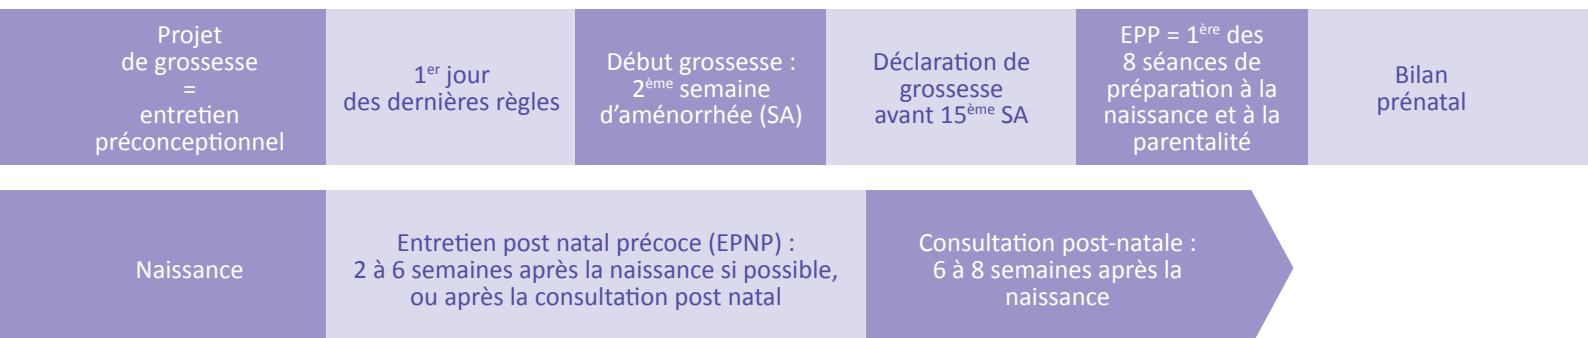 Projet
de grossesse
=
entretien
préconceptionnel
1er jour
des dernières règles
Début grossesse :
2ème semaine
d’aménorrhée (SA)
Déclaration de
grossesse
avant 15ème SA
EPP = 1ère des
8 séances de
préparation à la
naissance et à la
parentalité
Bilan
prénatal
Naissance
Entretien post natal précoce (EPNP) :
2 à 6 semaines après la naissance si possible,
ou après la consultation post natal
Consultation post-natale :
6 à 8 semaines après la
naissance